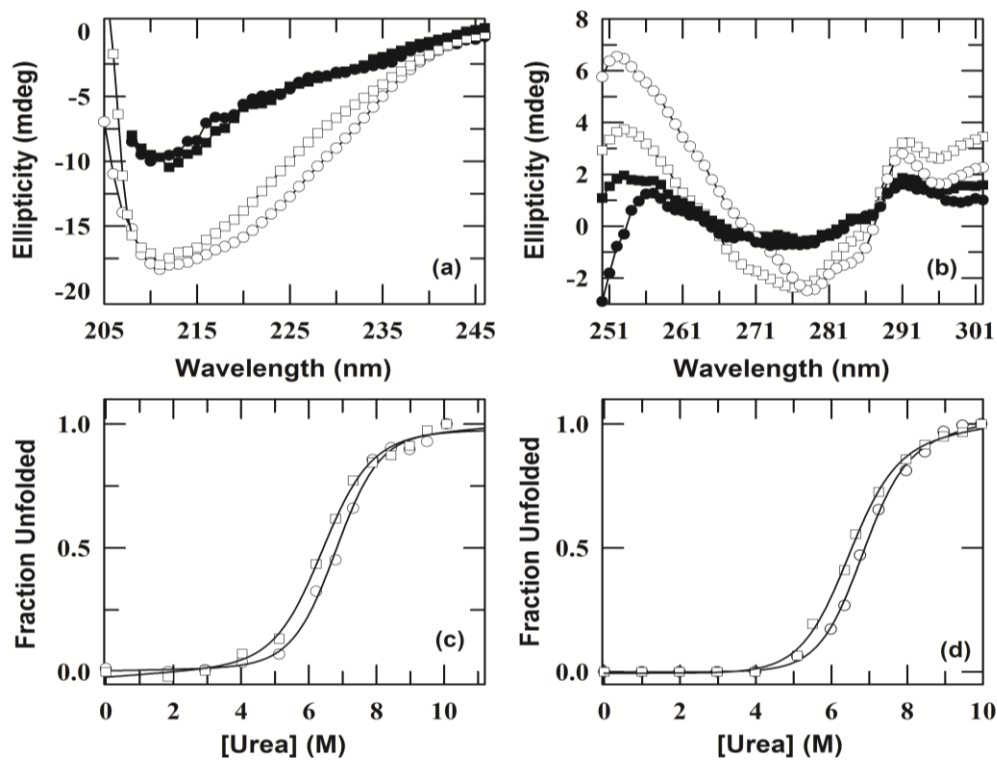 0
-5
-10
-15
-20
Ellipticity (mdeg)
(a)
205 215 225 235 245
Wavelength (nm)
8
6
4
2
0
-2
Ellipticity (mdeg)
(b)
251 261 271 281 291 301
Wavelength (nm)
1.0
0.5
0.0
Fraction Unfolded
(c)
0 2 4 6 8 10
[Urea] (M)
1.0
0.5
0.0
Fraction Unfolded
(d)
0 2 4 6 8 10
[Urea] (M)